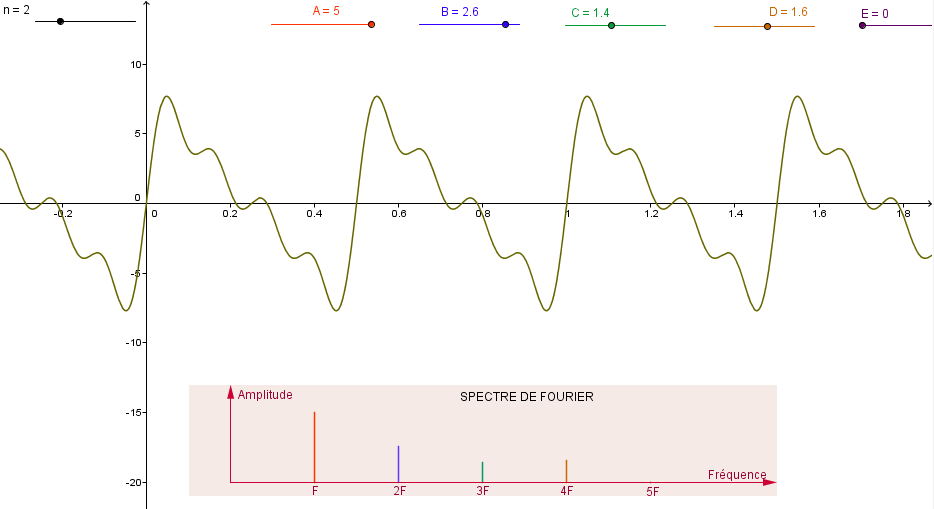 n = 2
A = 5
B = 2.6
C = 1.4
D = 1.6
E = 0
10
5
0
-0.2
0
0.2
0.4
0.6
0.8
1
1.2
1.4
1.6
1.8
-5
-10
-15
-20
Amplitude
SPECTRE DE FOURIER
Fréquence
F
2F
3F
4F
5F